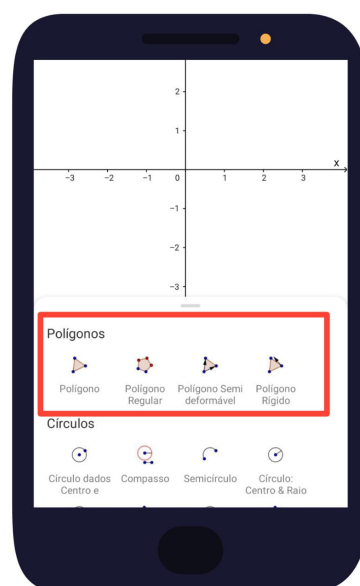 2
1
x
-3 -2 -1 0 1 2 3
-1
-2
-3
Polígonos
Polígono Polígono Regular Polígono Semi deformável Polígono Rígido
Círculos
Círculo dados Centro e Compasso Semicírculo Círculo: Centro & Raio